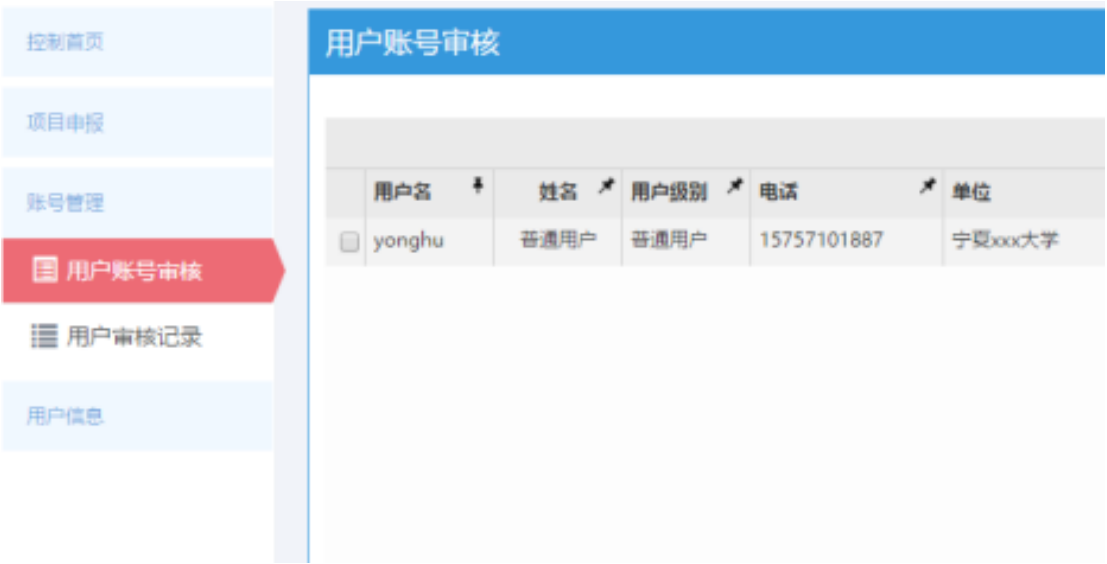 控制首页
项目申报
账号管理
用户账号审核
用户审核记录
用户信息
用户账号审核
用户名 姓名 用户级别 电话 单位
yonghu 普通用户 普通用户 15757101887 宁夏xxx大学